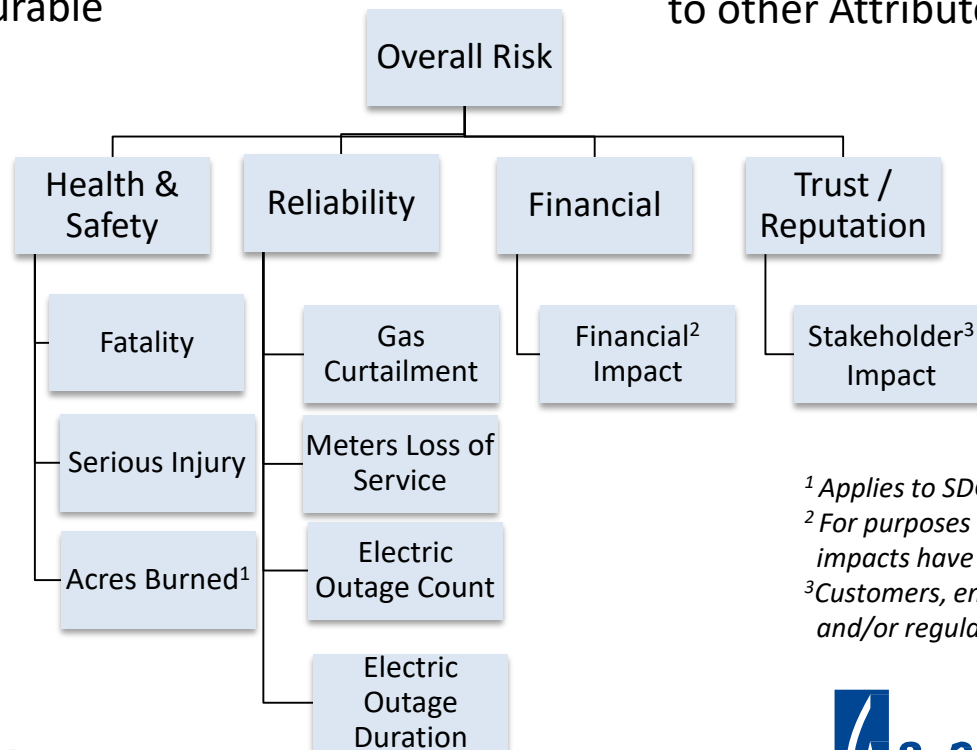 urable
to other Attribute
Overall Risk
Health &
Safety
Reliability
Financial
Trust /
Reputation
Fatality
Serious Injury
Acres Burned¹
Gas
Curtailment
Meters Loss of
Service
Electric
Outage Count
Electric
Outage
Duration
Financial²
Impact
Stakeholder³
Impact
¹ Applies to SD
² For purposes
impacts have
³Customers, en
and/or regula